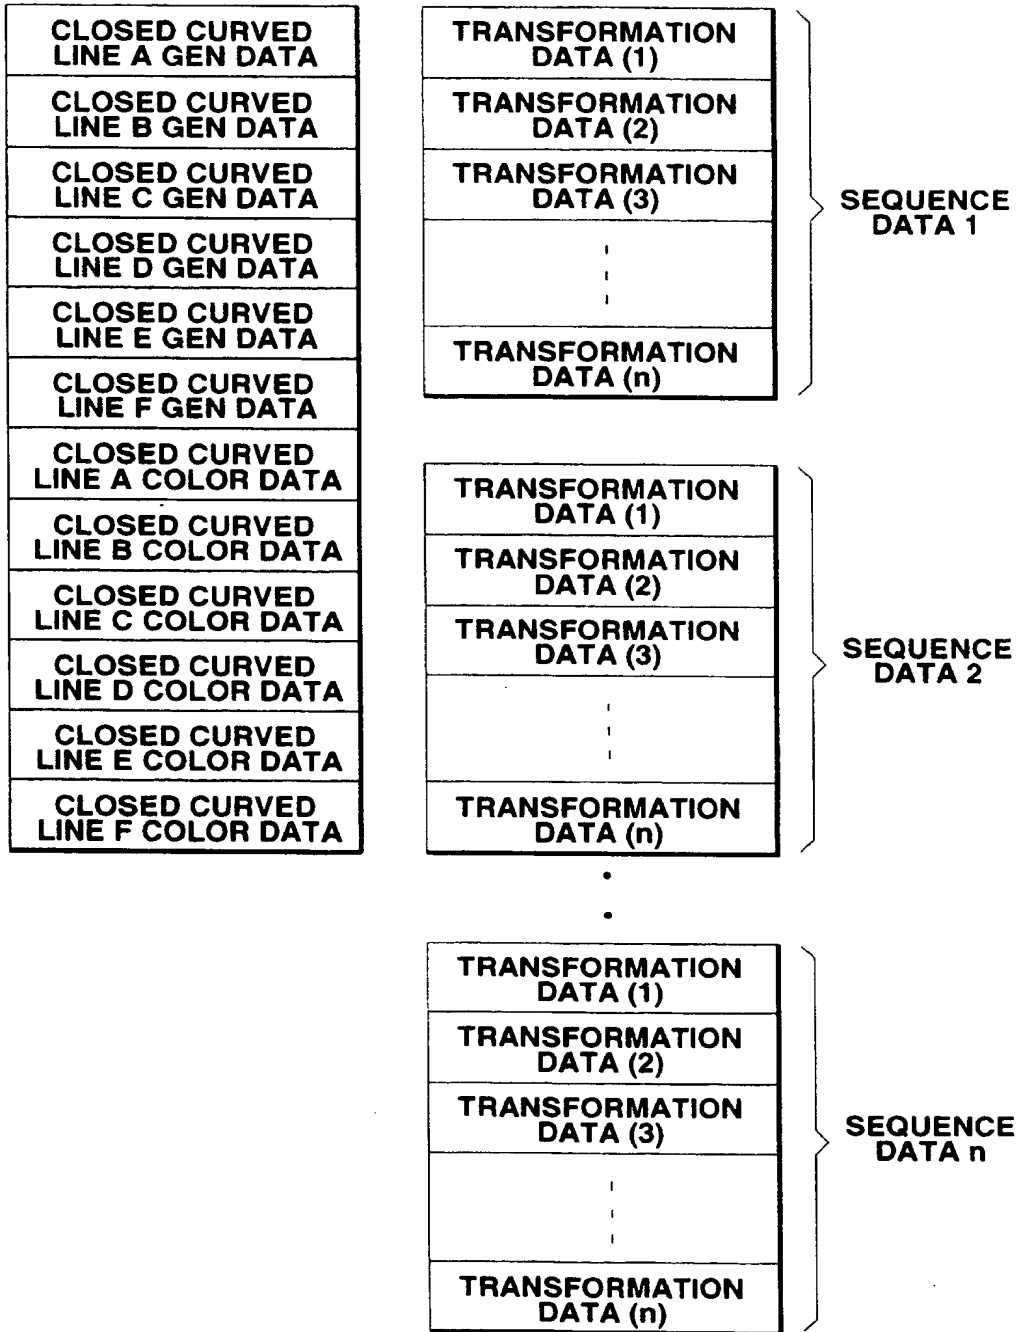 CLOSED CURVED
LINE A GEN DATA
CLOSED CURVED
LINE B GEN DATA
CLOSED CURVED
LINE C GEN DATA
CLOSED CURVED
LINE D GEN DATA
CLOSED CURVED
LINE E GEN DATA
CLOSED CURVED
LINE F GEN DATA
CLOSED CURVED
LINE A COLOR DATA
CLOSED CURVED
LINE B COLOR DATA
CLOSED CURVED
LINE C COLOR DATA
CLOSED CURVED
LINE D COLOR DATA
CLOSED CURVED
LINE E COLOR DATA
CLOSED CURVED
LINE F COLOR DATA
TRANSFORMATION
DATA (1)
TRANSFORMATION
DATA (2)
TRANSFORMATION
DATA (3)
TRANSFORMATION
DATA (n)
SEQUENCE
DATA 1
TRANSFORMATION
DATA (1)
TRANSFORMATION
DATA (2)
TRANSFORMATION
DATA (3)
TRANSFORMATION
DATA (n)
SEQUENCE
DATA 2
TRANSFORMATION
DATA (1)
TRANSFORMATION
DATA (2)
TRANSFORMATION
DATA (3)
TRANSFORMATION
DATA (n)
SEQUENCE
DATA n